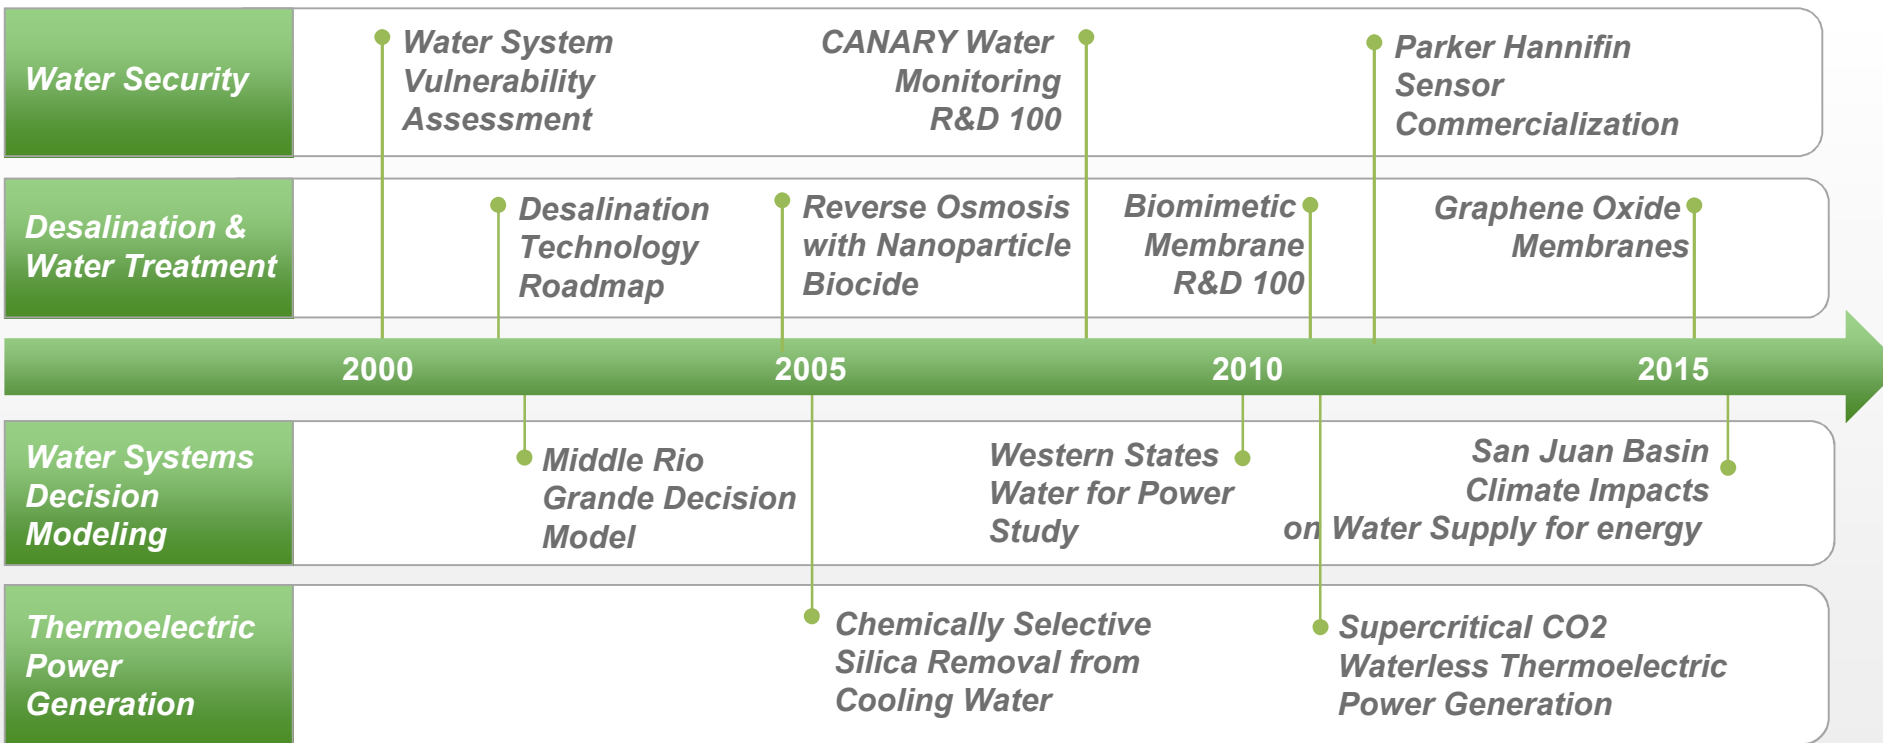 Water Security
Water System
Vulnerability
Assessment
CANARY Water
Monitoring
R&D 100
Parker Hannifin
Sensor
Commercialization
Desalination &
Water Treatment
Desalination
Technology
Roadmap
Reverse Osmosis
with Nanoparticle
Biocide
Biomimetic
Membrane
R&D 100
Graphene Oxide
Membranes
2000
2005
2010
2015
Water Systems
Decision
Modeling
Middle Rio
Grande Decision
Model
Western States
Water for Power
Study
San Juan Basin
Climate Impacts
on Water Supply for energy
Thermoelectric
Power
Generation
Chemically Selective
Silica Removal from
Cooling Water
Supercritical CO2
Waterless Thermoelectric
Power Generation